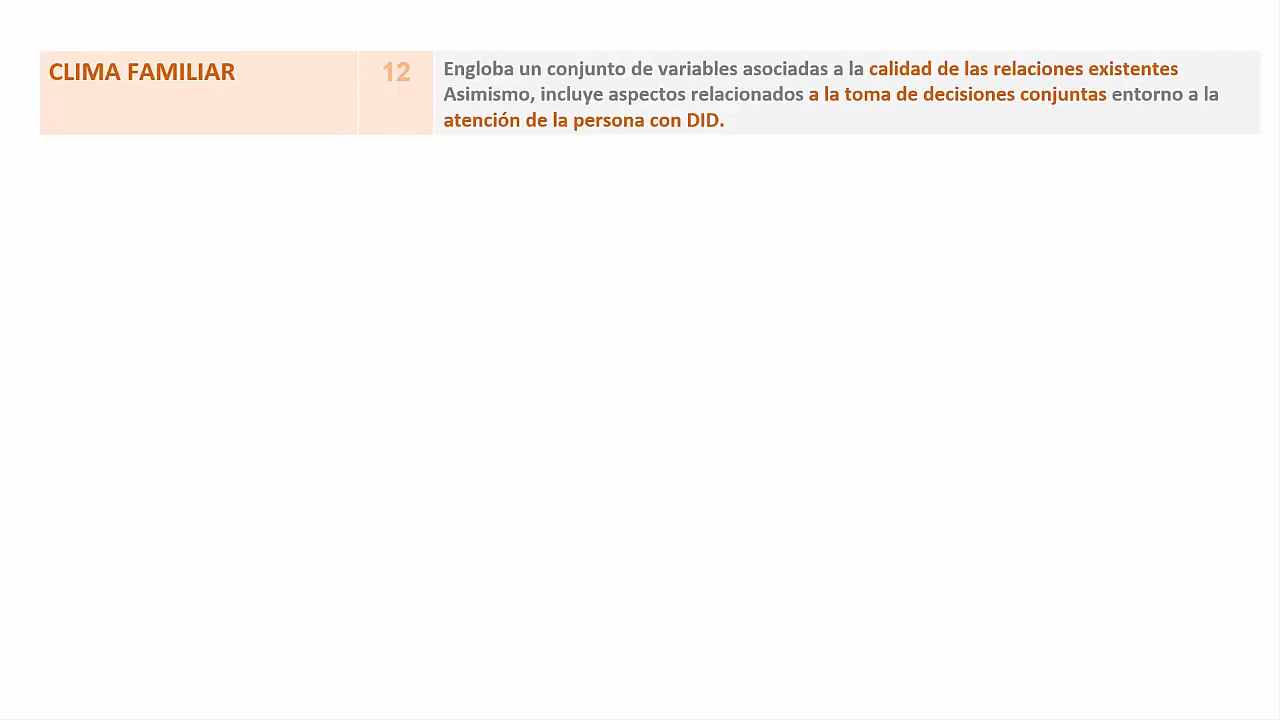 CLIMA FAMILIAR
12
Engloba un conjunto de variables asociadas a la calidad de las relaciones existentes
Asimismo, incluye aspectos relacionados a la toma de decisiones conjuntas entorno a la
atención de la persona con DID.